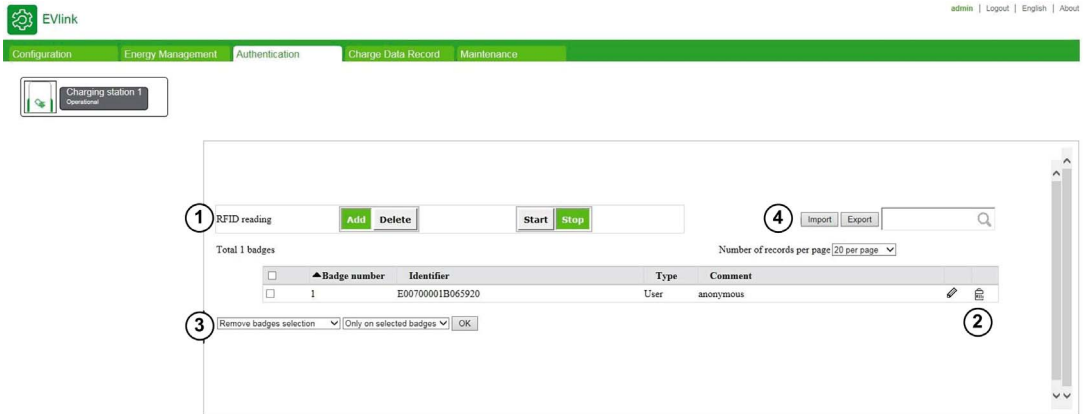 admin | Logout | English | About
EVlink
Configuration Energy Management Authentication Charge Data Record Maintenance
Charging station 1
Operational
1 RFID reading Add Delete Start Stop 4 Import Export
Total 1 badges Number of records per page 20 per page
Badge number Identifier Type Comment
1 E00700001B065920 User anonymous
3 Remove badges selection Only on selected badges OK 2